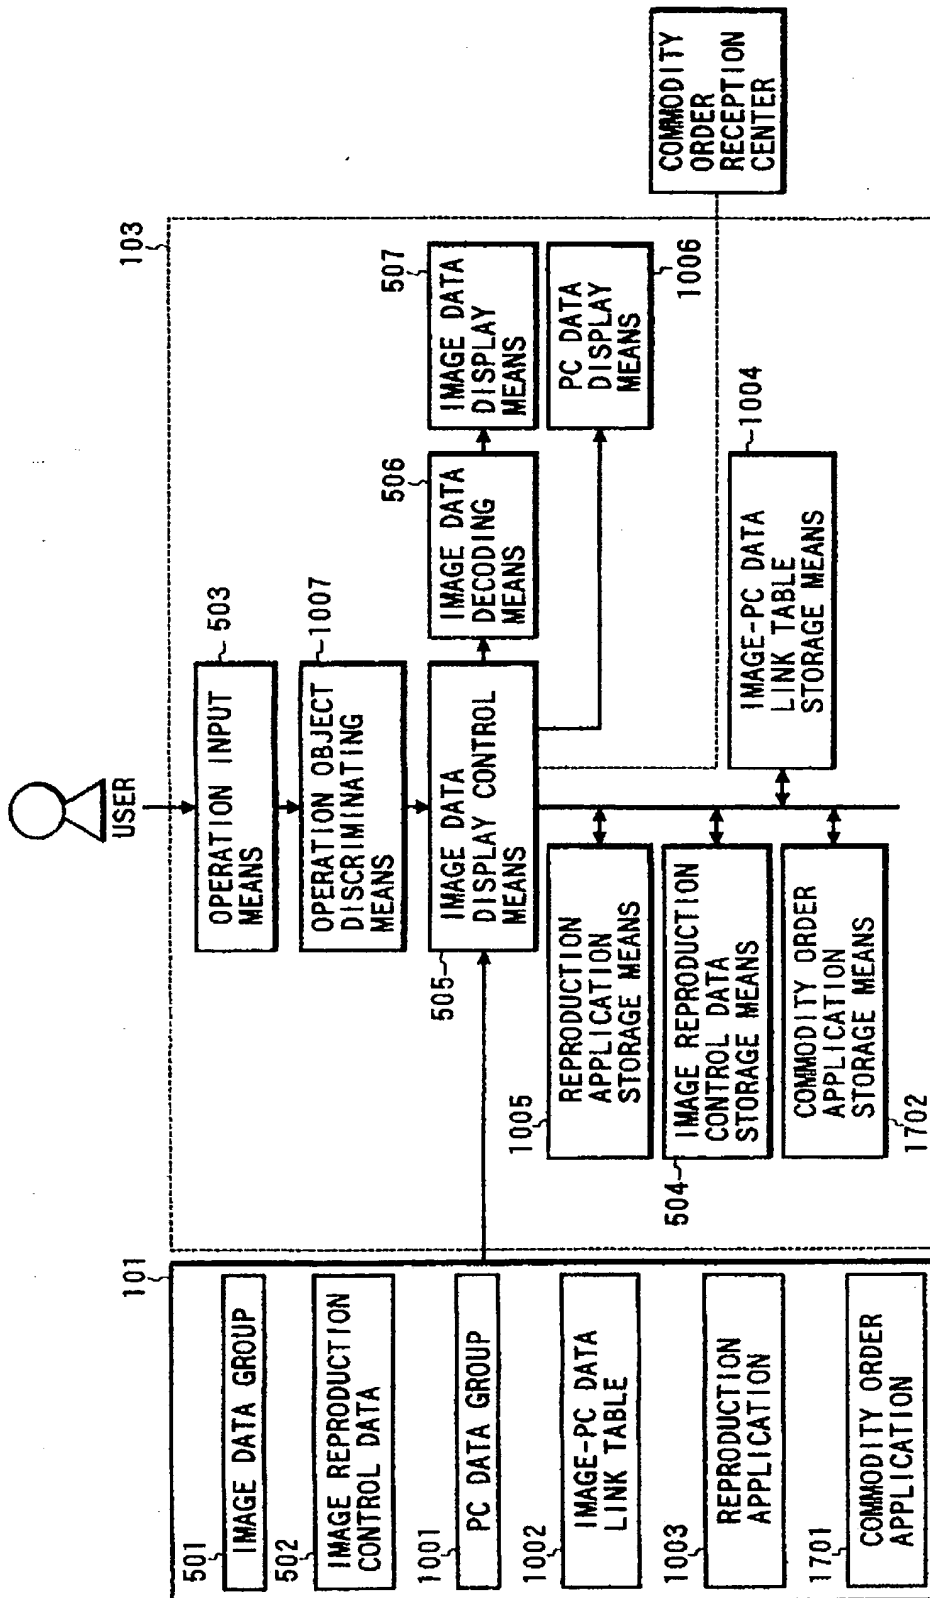 101
501
IMAGE DATA GROUP
502
IMAGE REPRODUCTION
CONTROL DATA
1001
PC DATA GROUP
1002
IMAGE-PC DATA
LINK TABLE
1003
REPRODUCTION
APPLICATION
1701
COMMODITY ORDER
APPLICATION
103
USER
503
OPERATION INPUT
MEANS
1007
OPERATION OBJECT
DISCRIMINATING
MEANS
505
IMAGE DATA
DISPLAY CONTROL
MEANS
506
IMAGE DATA
DECODING
MEANS
507
IMAGE DATA
DISPLAY
MEANS
PC DATA
DISPLAY
MEANS
1006
1005
REPRODUCTION
APPLICATION
STORAGE MEANS
504
IMAGE REPRODUCTION
CONTROL DATA
STORAGE MEANS
COMMODITY ORDER
APPLICATION
STORAGE MEANS
1702
1004
IMAGE-PC DATA
LINK TABLE
STORAGE MEANS
COMMODITY
ORDER
RECEPTION
CENTER